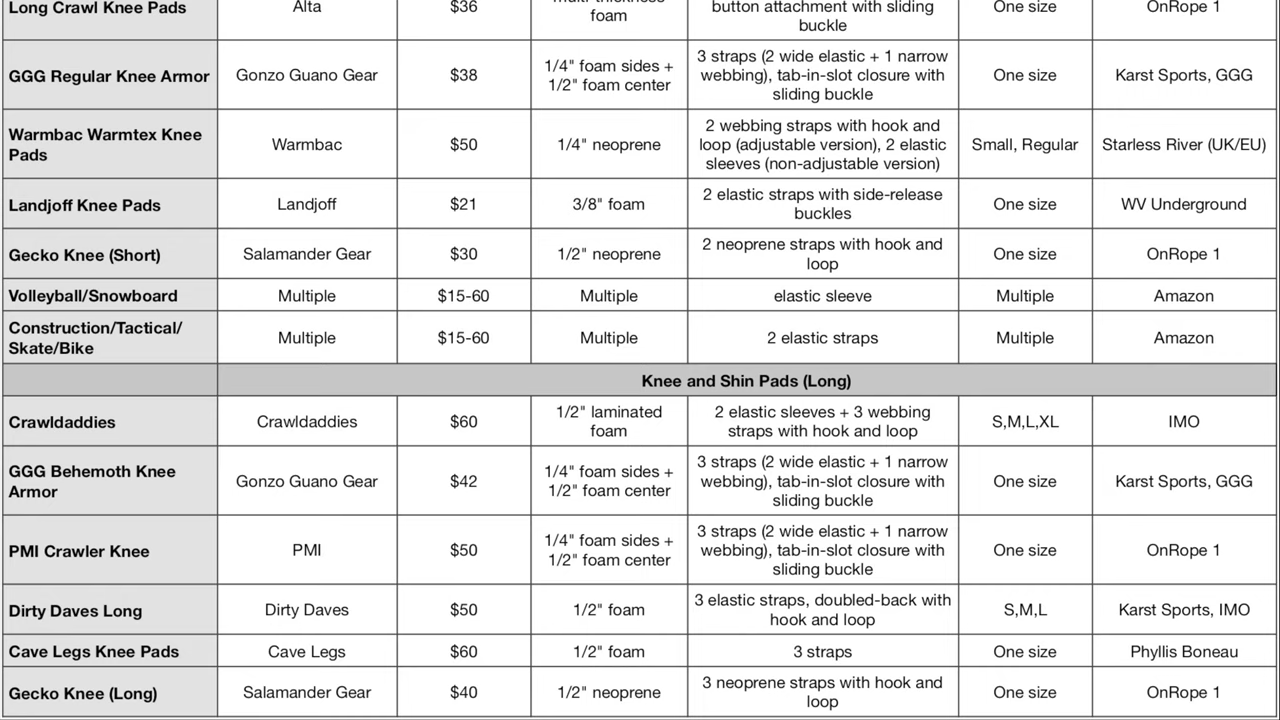 Long Crawl Knee Pads
Alta
$36
foam
button attachment with sliding
buckle
One size
OnRope 1
GGG Regular Knee Armor
Gonzo Guano Gear
$38
1/4" foam sides +
1/2" foam center
3 straps (2 wide elastic + 1 narrow
webbing), tab-in-slot closure with
sliding buckle
One size
Karst Sports, GGG
Warmbac Warmtex Knee
Pads
Warmbac
$50
1/4" neoprene
2 webbing straps with hook and
loop (adjustable version), 2 elastic
sleeves (non-adjustable version)
Small, Regular
Starless River (UK/EU)
Landjoff Knee Pads
Landjoff
$21
3/8" foam
2 elastic straps with side-release
buckles
One size
WV Underground
Gecko Knee (Short)
Salamander Gear
$30
1/2" neoprene
2 neoprene straps with hook and
loop
One size
OnRope 1
Volleyball/Snowboard
Multiple
$15-60
Multiple
elastic sleeve
Multiple
Amazon
Construction/Tactical/
Skate/Bike
Multiple
$15-60
Multiple
2 elastic straps
Multiple
Amazon
Knee and Shin Pads (Long)
Crawldaddies
Crawldaddies
$60
1/2" laminated
foam
2 elastic sleeves + 3 webbing
straps with hook and loop
S,M,L,XL
IMO
GGG Behemoth Knee
Armor
Gonzo Guano Gear
$42
1/4" foam sides +
1/2" foam center
3 straps (2 wide elastic + 1 narrow
webbing), tab-in-slot closure with
sliding buckle
One size
Karst Sports, GGG
PMI Crawler Knee
PMI
$50
1/4" foam sides +
1/2" foam center
3 straps (2 wide elastic + 1 narrow
webbing), tab-in-slot closure with
sliding buckle
One size
OnRope 1
Dirty Daves Long
Dirty Daves
$50
1/2" foam
3 elastic straps, doubled-back with
hook and loop
S,M,L
Karst Sports, IMO
Cave Legs Knee Pads
Cave Legs
$60
1/2" foam
3 straps
One size
Phyllis Boneau
Gecko Knee (Long)
Salamander Gear
$40
1/2" neoprene
3 neoprene straps with hook and
loop
One size
OnRope 1